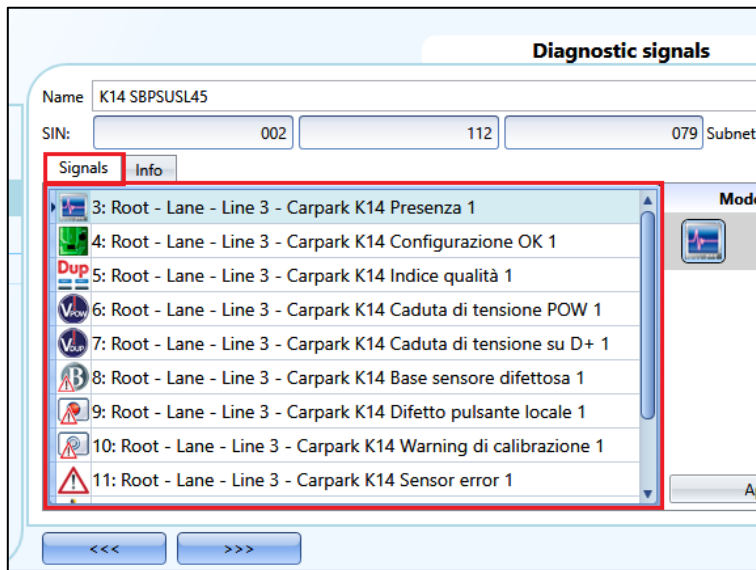 Diagnostic signals
Name K14 SBPSUSL45
SIN: 002 112 079 Subnet
Signals Info
3: Root - Lane - Line 3 - Carpark K14 Presenza 1
4: Root - Lane - Line 3 - Carpark K14 Configurazione OK 1
Dup 5: Root - Lane - Line 3 - Carpark K14 Indice qualità 1
VPOW 6: Root - Lane - Line 3 - Carpark K14 Caduta di tensione POW 1
VDUP 7: Root - Lane - Line 3 - Carpark K14 Caduta di tensione su D+ 1
B 8: Root - Lane - Line 3 - Carpark K14 Base sensore difettosa 1
9: Root - Lane - Line 3 - Carpark K14 Difetto pulsante locale 1
10: Root - Lane - Line 3 - Carpark K14 Warning di calibrazione 1
11: Root - Lane - Line 3 - Carpark K14 Sensor error 1
<<< >>>